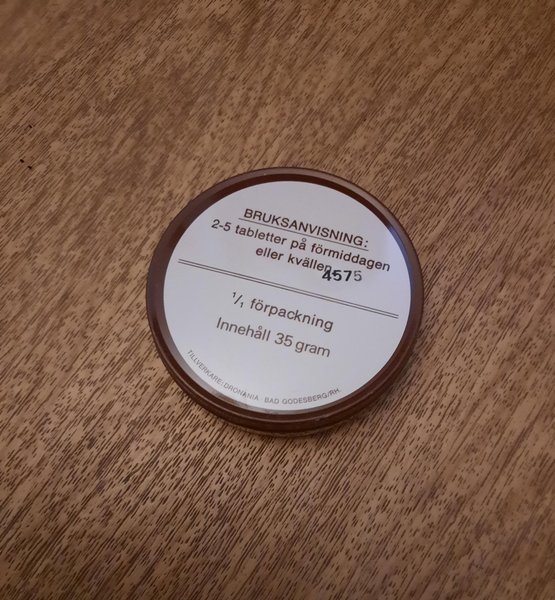 BRUKSANVISNING:
2-5 tabletter på förmiddagen
eller kvällen.
4575
1/1 förpackning
Innehåll 35 gram
TILLVERKARE: DRONANIA BAD GODESBERG/RH.